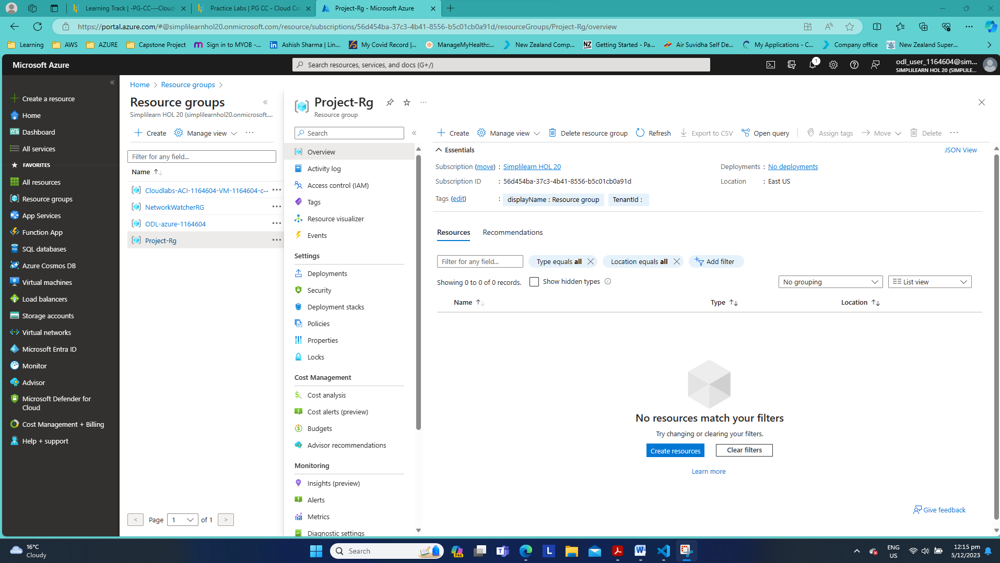 Learning Track | -PG-CC---Cloud-
Practice Labs | PG CC - Cloud Co
Project-Rg - Microsoft Azure
https://portal.azure.com/#@simplilearnhol20.onmicrosoft.com/resource/subscriptions/56d454ba-37c3-4b41-8556-b5c01cb0a91d/resourceGroups/Project-Rg/overview
Learning
AWS
AZURE
Capstone Project
Sign in to MYOB -...
Ashish Sharma | Lin...
My Covid Record |...
ManageMyHealth:...
New Zealand Comp...
NZ
Getting Started - Pa...
Air Suvidha Self De...
My Applications - C...
Company office
New Zealand Super...
Microsoft Azure
Search resources, services, and docs (G+/)
1
odl_user_1164604@sim...
SIMPLILEARN HOL 20 (SIMPLILE...
Create a resource
Home
Dashboard
All services
FAVORITES
All resources
Resource groups
App Services
Function App
SQL databases
Azure Cosmos DB
Virtual machines
Load balancers
Storage accounts
Virtual networks
Microsoft Entra ID
Monitor
Advisor
Microsoft Defender for
Cloud
Cost Management + Billing
Help + support
Home > Resource groups >
Resource groups
Simplilearn HOL 20 (simplilearnhol20.onmicrosoft....
Create
Manage view
Filter for any field...
Name
Cloudlabs-ACI-1164604-VM-1164604-c...
NetworkWatcherRG
ODL-azure-1164604
Project-Rg
< Page 1 of 1 >
Project-Rg
Resource group
Search
Overview
Activity log
Access control (IAM)
Tags
Resource visualizer
Events
Settings
Deployments
Security
Deployment stacks
Policies
Properties
Locks
Cost Management
Cost analysis
Cost alerts (preview)
Budgets
Advisor recommendations
Monitoring
Insights (preview)
Alerts
Metrics
Diagnostic settings
Create
Manage view
Delete resource group
Refresh
Export to CSV
Open query
Assign tags
Move
Delete
Essentials
JSON View
Subscription (move) : Simplilearn HOL 20
Deployments : No deployments
Subscription ID : 56d454ba-37c3-4b41-8556-b5c01cb0a91d
Location : East US
Tags (edit) : displayName : Resource group TenantId :
Resources
Recommendations
Filter for any field...
Type equals all
Location equals all
Add filter
Showing 0 to 0 of 0 records.
Show hidden types
No grouping
List view
Name
Type
Location
No resources match your filters
Try changing or clearing your filters.
Create resources
Clear filters
Learn more
Give feedback
16°C
Cloudy
Search
PRE
L
ENG
US
12:15 pm
5/12/2023